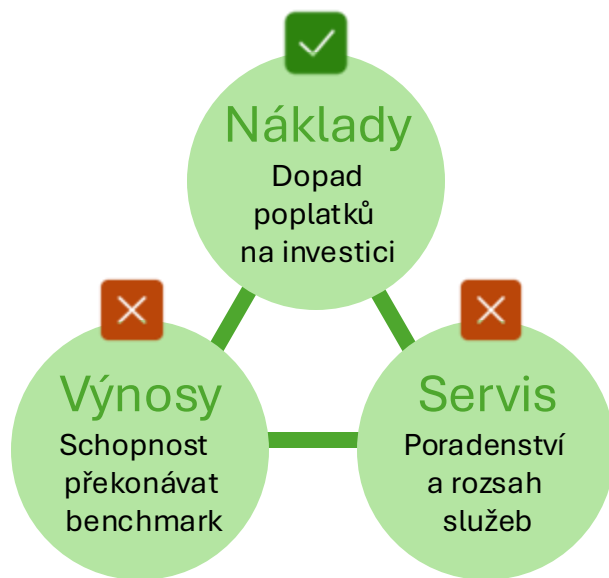 Náklady
Dopad
poplatků
na investici
Výnosy
Schopnost
překonávat
benchmark
Servis
Poradenství
a rozsah
služeb